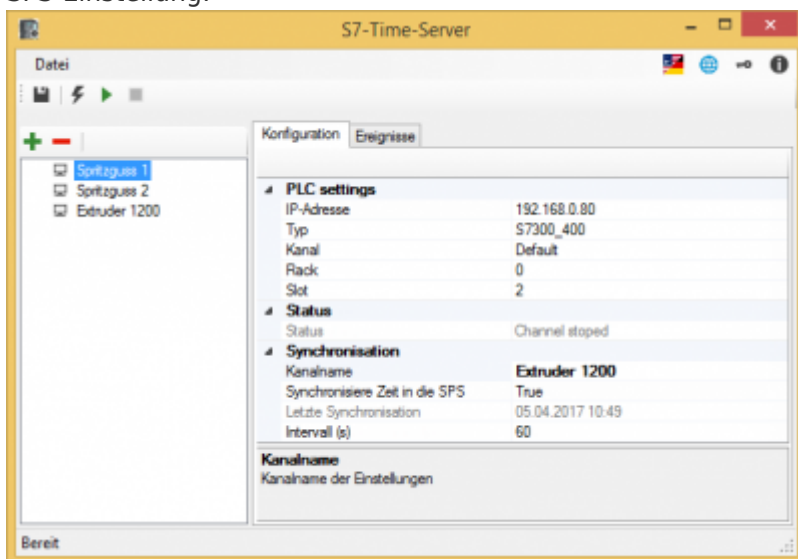 SPS-Einstellung.
S7-Time-Server
Datei
Konfiguration Ereignisse
Spritzguss 1
Spritzguss 2
Extruder 1200
PLC settings
IP-Adresse 192.168.0.80
Typ S7300_400
Kanal Default
Rack 0
Slot 2
Status
Status Channel stoped
Synchronisation
Kanalname Extruder 1200
Synchronisiere Zeit in die SPS True
Letzte Synchronisation 05.04.2017 10:49
Intervall (s) 60
Kanalname
Kanalname der Einstellungen
Bereit